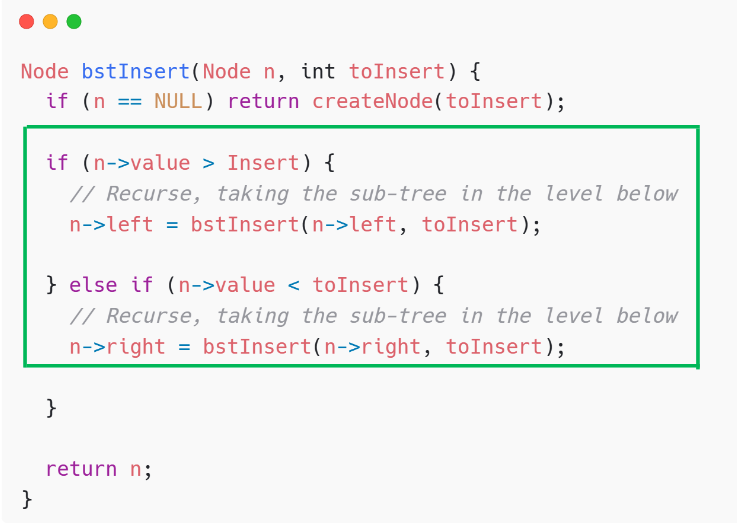 Node bstInsert(Node n, int toInsert) {
if (n == NULL) return createNode(toInsert);
if (n->value > Insert) {
// Recurse, taking the sub-tree in the level below
n->left = bstInsert(n->left, toInsert);
} else if (n->value < toInsert) {
// Recurse, taking the sub-tree in the level below
n->right = bstInsert(n->right, toInsert);
}
return n;
}